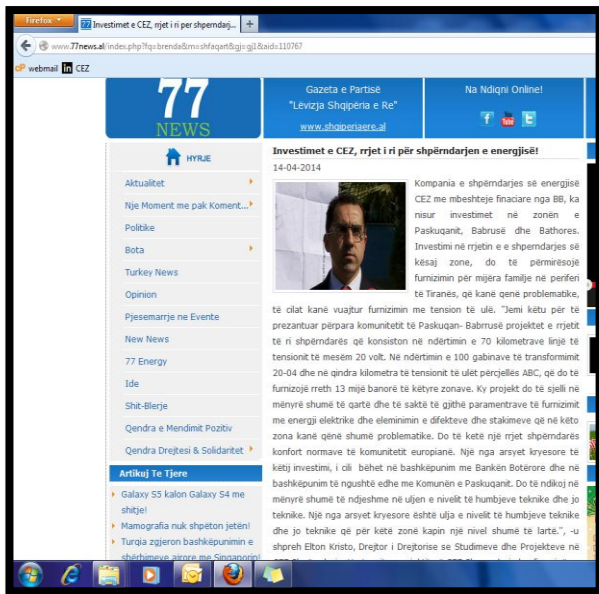 Firefox
77 Investimet e CEZ, rrjet i ri per shperndarj...
www.77news.al/index.php?fq=brenda&m=shfaqart&gj=gj1&aid=110767
webmail
in CEZ
77
NEWS
Gazeta e Partisë
"Lëvizja Shqipëria e Re"
www.shqiperiaere.al
Na Ndiqni Online!
HYRJE
Aktualitet
Nje Moment me pak Koment...
Politike
Bota
Turkey News
Opinion
Pjesemarrje ne Evente
New News
77 Energy
Ide
Shit-Blerje
Qendra e Mendimit Pozitiv
Qendra Drejtesi & Solidaritet
Artikuj Te Tjere
Galaxy S5 kalon Galaxy S4 me
shitje!
Mamografia nuk shpëton jetën!
Turqia zgjeron bashkëpunimin e
shërbimeve ajrore me Singaporin!
Investimet e CEZ, rrjet i ri për shpërndarjen e energjisë!
14-04-2014
Kompania e shpërndarjes së energjisë
CEZ me mbeshteje finaciare nga BB, ka
nisur investimet në zonën e
Paskuqanit, Babrusë dhe Bathores.
Investimi në rrjetin e e shperndarjes së
kësaj zone, do të përmirësojë
furnizimin për mijëra familje në periferi
të Tiranës, që kanë qenë problematike,
të cilat kanë vuajtur furnizimin me tension të ulë. "Jemi këtu për të
prezantuar përpara komunitetit të Paskuqan- Babrrusë projektet e rrjetit
të ri shpërndarës që konsiston në ndërtimin e 70 kilometrave linjë të
tensionit të mesëm 20 volt. Në ndërtimin e 100 gabinave të transformimit
20-04 dhe në qindra kilometra të tensionit të ulët përcjellës ABC, që do të
furnizojë rreth 13 mijë banorë të këtyre zonave. Ky projekt do të sjelli në
mënyrë shumë të qartë dhe të saktë të gjithë paramentrave të furnizimit
me energji elektrike dhe eleminimin e difekteve dhe stakimeve që në këto
zona kanë qënë shumë problematike. Do të ketë një rrjet shpërndarës
konfort normave të komunitetit europianë. Një nga arsyet kryesore të
këtij investimi, i cili bëhet në bashkëpunim me Bankën Botërore dhe në
bashkëpunim të ngushtë edhe me Komunën e Paskuqanit. Do të ndikoj në
mënyrë shumë të ndjeshme në uljen e nivelit të humbjeve teknike dhe jo
teknike. Një nga arsyet kryesore është ulja e nivelit të humbjeve teknike
dhe jo teknike që për këtë zonë kapin një nivel shumë të lartë.", -u
shpreh Elton Kristo, Drejtor i Drejtorise se Studimeve dhe Projekteve në